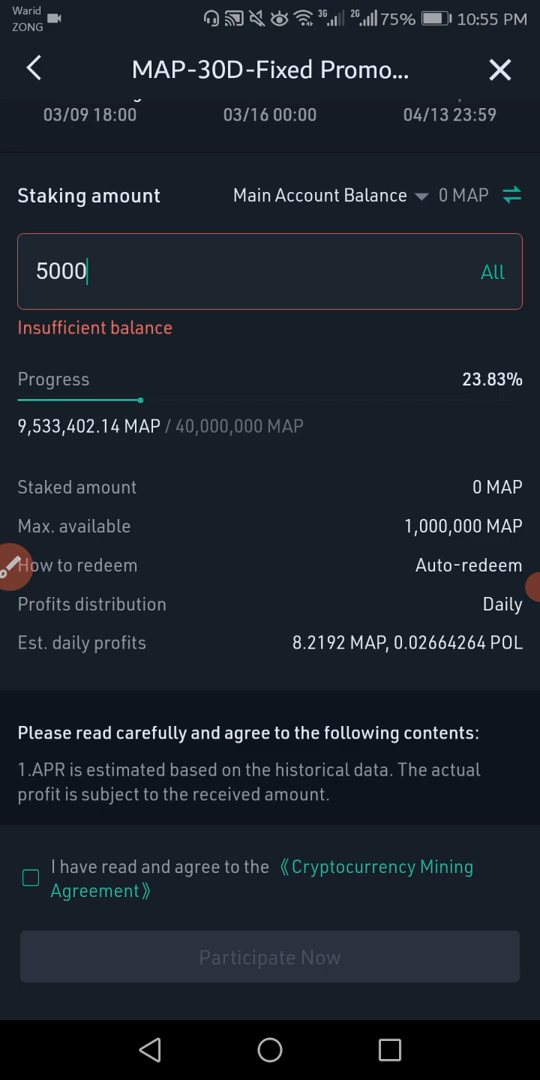 Warid
ZONG
3G 2G 75% 10:55 PM
MAP-30D-Fixed Promo...
03/09 18:00 03/16 00:00 04/13 23:59
Staking amount Main Account Balance 0 MAP
5000 All
Insufficient balance
Progress 23.83%
9,533,402.14 MAP / 40,000,000 MAP
Staked amount 0 MAP
Max. available 1,000,000 MAP
How to redeem Auto-redeem
Profits distribution Daily
Est. daily profits 8.2192 MAP, 0.02664264 POL
Please read carefully and agree to the following contents:
1.APR is estimated based on the historical data. The actual
profit is subject to the received amount.
I have read and agree to the 《Cryptocurrency Mining
Agreement》
Participate Now